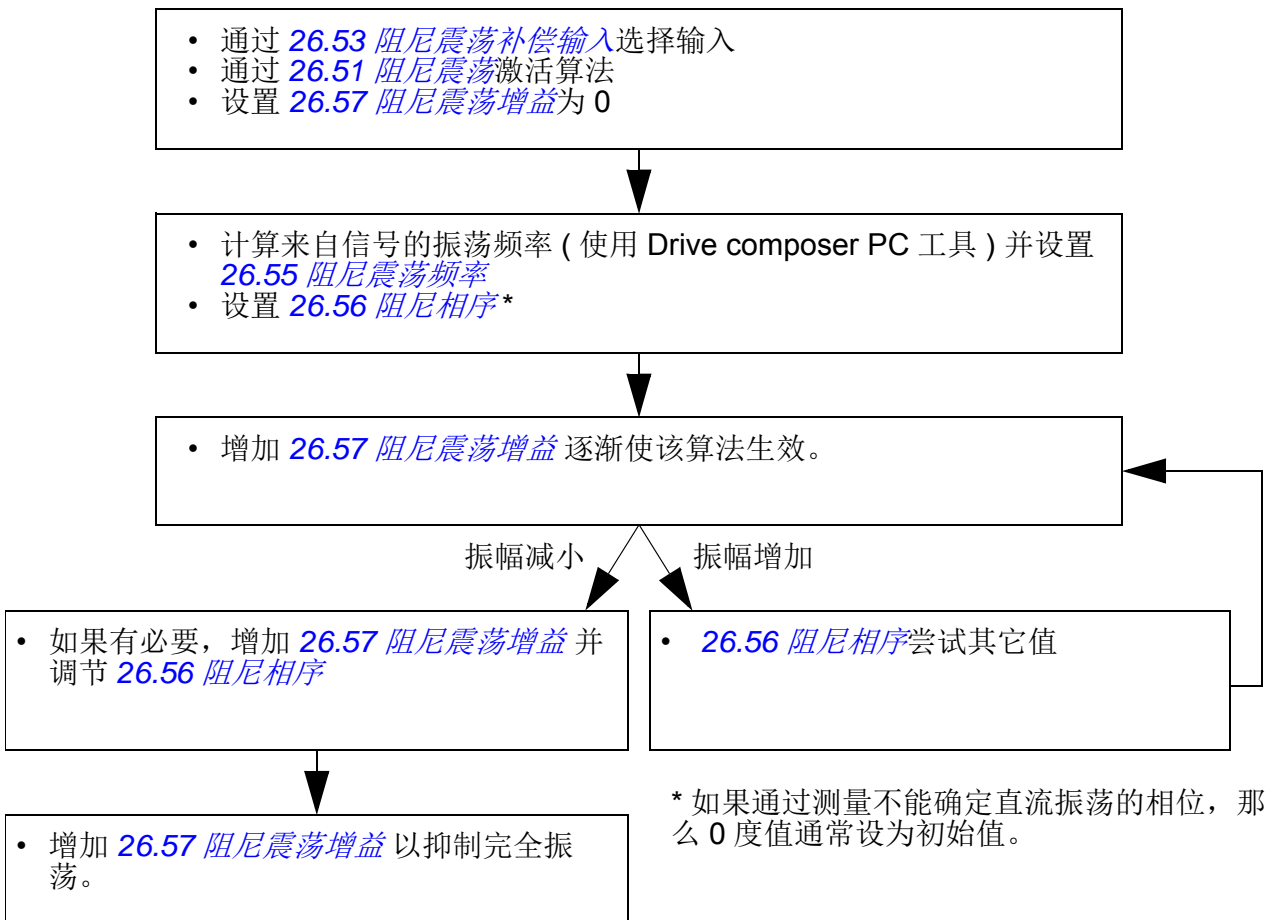 • 通过 26.53 阻尼震荡补偿输入选择输入
• 通过 26.51 阻尼震荡激活算法
• 设置 26.57 阻尼震荡增益为 0
• 计算来自信号的振荡频率 ( 使用 Drive composer PC 工具 ) 并设置
26.55 阻尼震荡频率
• 设置 26.56 阻尼相序 *
• 增加 26.57 阻尼震荡增益 逐渐使该算法生效。
振幅减小
振幅增加
• 如果有必要，增加 26.57 阻尼震荡增益 并
调节 26.56 阻尼相序
• 26.56 阻尼相序尝试其它值
• 增加 26.57 阻尼震荡增益 以抑制完全振
荡。
* 如果通过测量不能确定直流振荡的相位，那
么 0 度值通常设为初始值。